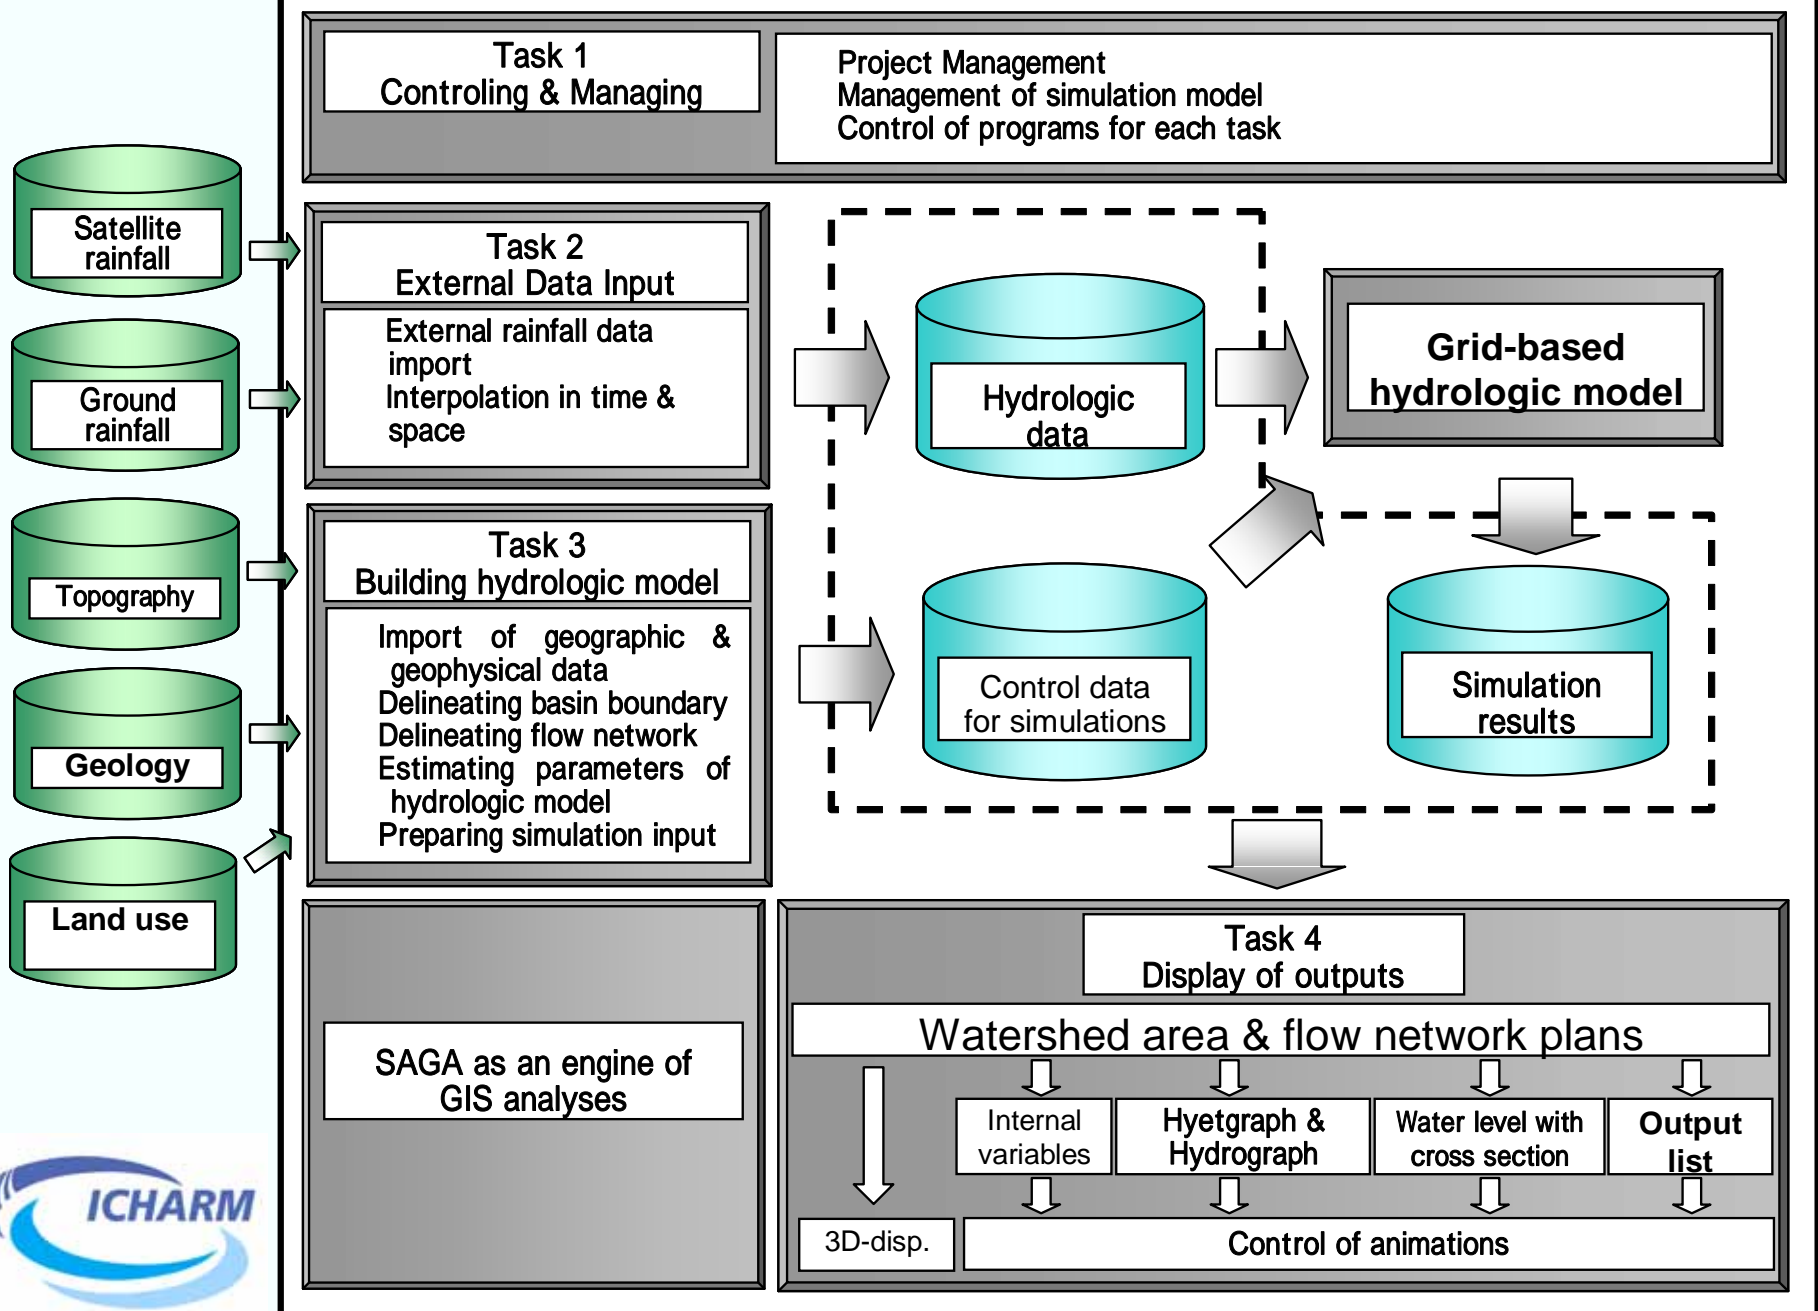 Task 1
Controling & Managing
Project Management
Management of simulation model
Control of programs for each task
Satellite
rainfall
Ground
rainfall
Topography
Geology
Land use
Task 2
External Data Input
External rainfall data
import
Interpolation in time &
space
Task 3
Building hydrologic model
Import of geographic &
geophysical data
Delineating basin boundary
Delineating flow network
Estimating parameters of
hydrologic model
Preparing simulation input
Hydrologic
data
Grid-based
hydrologic model
Control data
for simulations
Simulation
results
SAGA as an engine of
GIS analyses
Task 4
Display of outputs
Watershed area & flow network plans
Internal
variables
Hyetgraph &
Hydrograph
Water level with
cross section
Output
list
3D-disp.
Control of animations
ICHARM